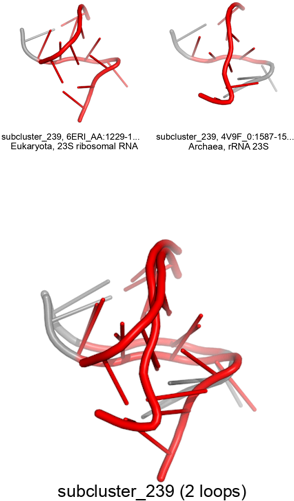 subcluster_239, 6ERI_AA:1229-1...
Eukaryota, 23S ribosomal RNA
subcluster_239, 4V9F_0:1587-15...
Archaea, rRNA 23S
subcluster_239 (2 loops)